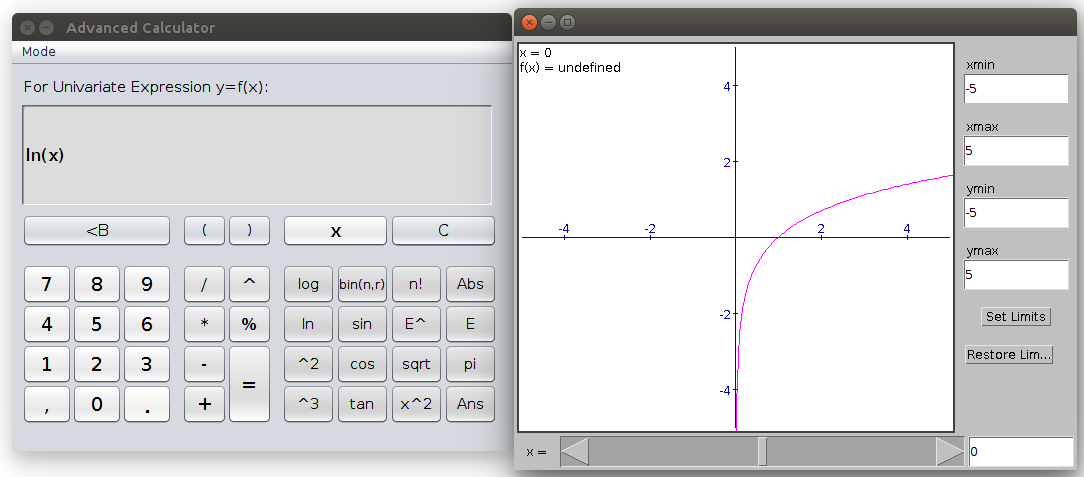 Advanced Calculator
Mode
For Univariate Expression y=f(x):
ln(x)
<B ( ) x C
7 8 9 / ^ log bin(n,r) n! Abs
4 5 6 * % ln sin E^ E
1 2 3 - = ^2 cos sqrt pi
, 0 . + ^3 tan x^2 Ans
x = 0
f(x) = undefined
4
2
-4 -2 2 4
-2
-4
xmin
-5
xmax
5
ymin
-5
ymax
5
Set Limits
Restore Lim...
x = 0